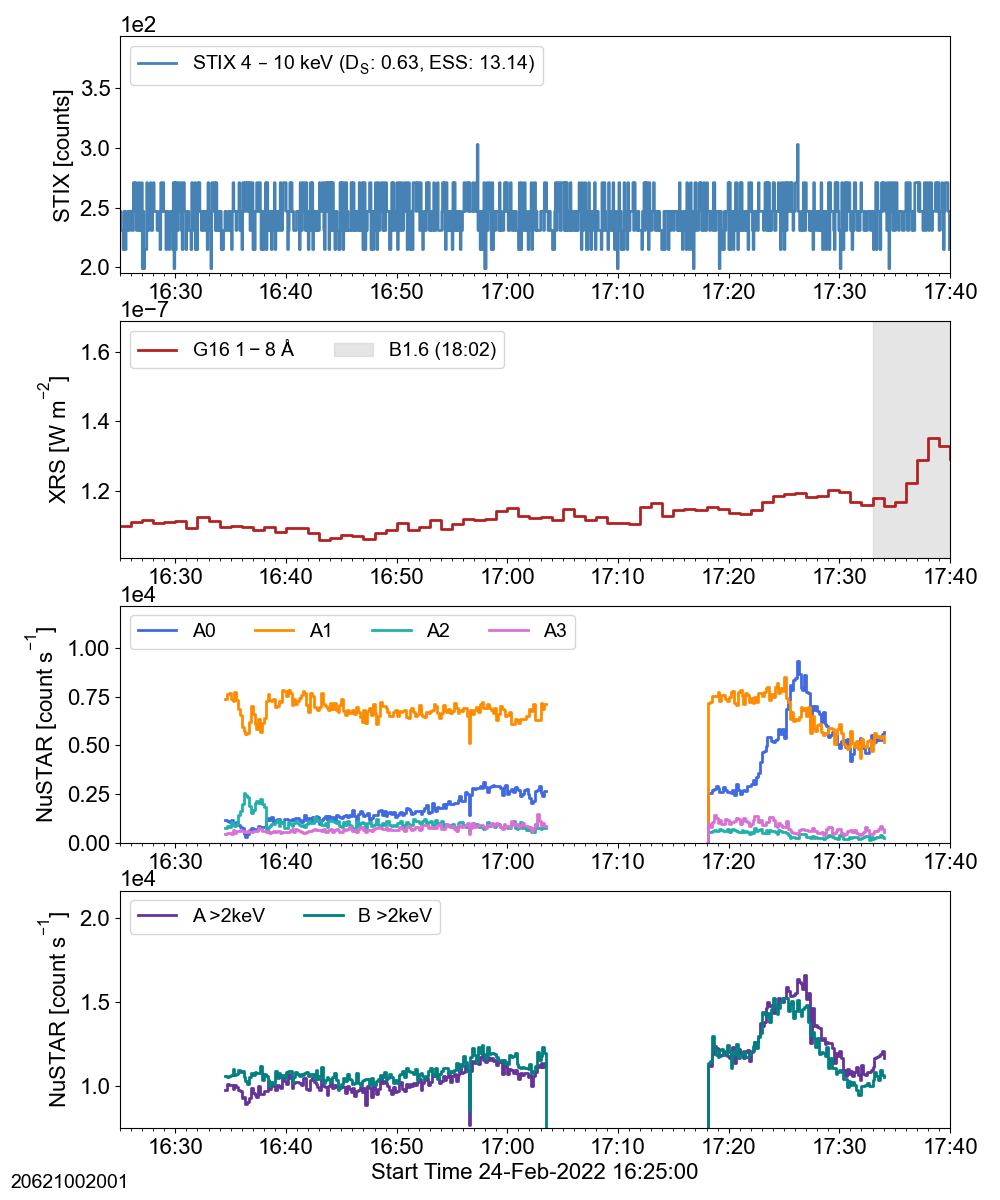 1e2
STIX 4 – 10 keV (D_S: 0.63, ESS: 13.14)
STIX [counts]
3.5
3.0
2.5
2.0
16:30 16:40 16:50 17:00 17:10 17:20 17:30 17:40
1e−7
G16 1 – 8 Å B1.6 (18:02)
XRS [W m⁻²]
1.6
1.4
1.2
16:30 16:40 16:50 17:00 17:10 17:20 17:30 17:40
1e4
A0 A1 A2 A3
NuSTAR [count s⁻¹]
1.00
0.75
0.50
0.25
0.00
16:30 16:40 16:50 17:00 17:10 17:20 17:30 17:40
1e4
A >2keV B >2keV
NuSTAR [count s⁻¹]
2.0
1.5
1.0
16:30 16:40 16:50 17:00 17:10 17:20 17:30 17:40
Start Time 24-Feb-2022 16:25:00
20621002001